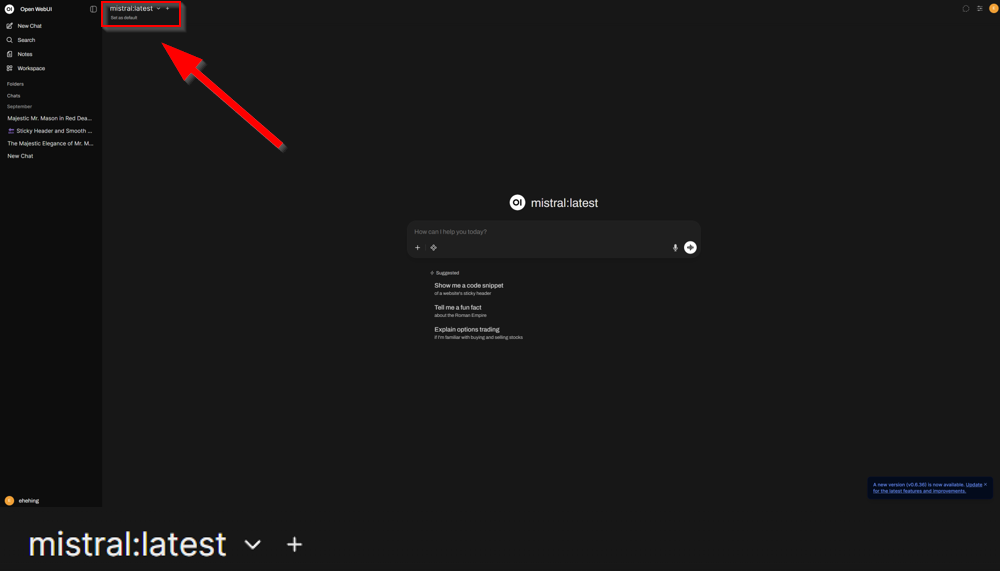 OI Open WebUI
mistral:latest
Set as default
New Chat
Search
Notes
Workspace
Folders
Chats
September
Majestic Mr. Mason in Red Dea...
Sticky Header and Smooth ...
The Majestic Elegance of Mr. M...
New Chat
OI mistral:latest
How can I help you today?
Suggested
Show me a code snippet
of a website's sticky header
Tell me a fun fact
about the Roman Empire
Explain options trading
if I'm familiar with buying and selling stocks
A new version (v0.6.36) is now available. Update
for the latest features and improvements.
ehehing
mistral:latest